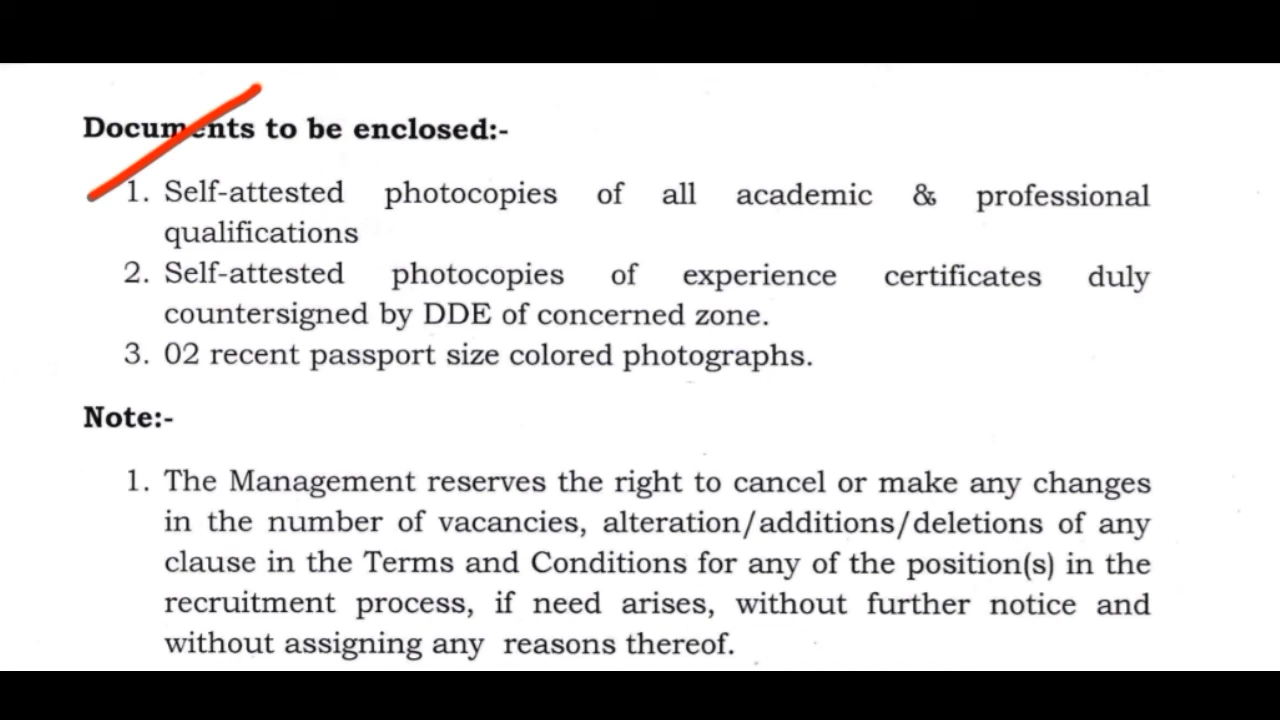 Documents to be enclosed:-
1. Self-attested photocopies of all academic & professional
qualifications
2. Self-attested photocopies of experience certificates duly
countersigned by DDE of concerned zone.
3. 02 recent passport size colored photographs.
Note:-
1. The Management reserves the right to cancel or make any changes
in the number of vacancies, alteration/additions/deletions of any
clause in the Terms and Conditions for any of the position(s) in the
recruitment process, if need arises, without further notice and
without assigning any reasons thereof.